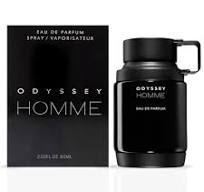 EAU DE PARFUM
SPRAY / VAPORISATEUR
ODYSSEY
HOMME
ODYSSEY
HOMME
EAU DE PARFUM